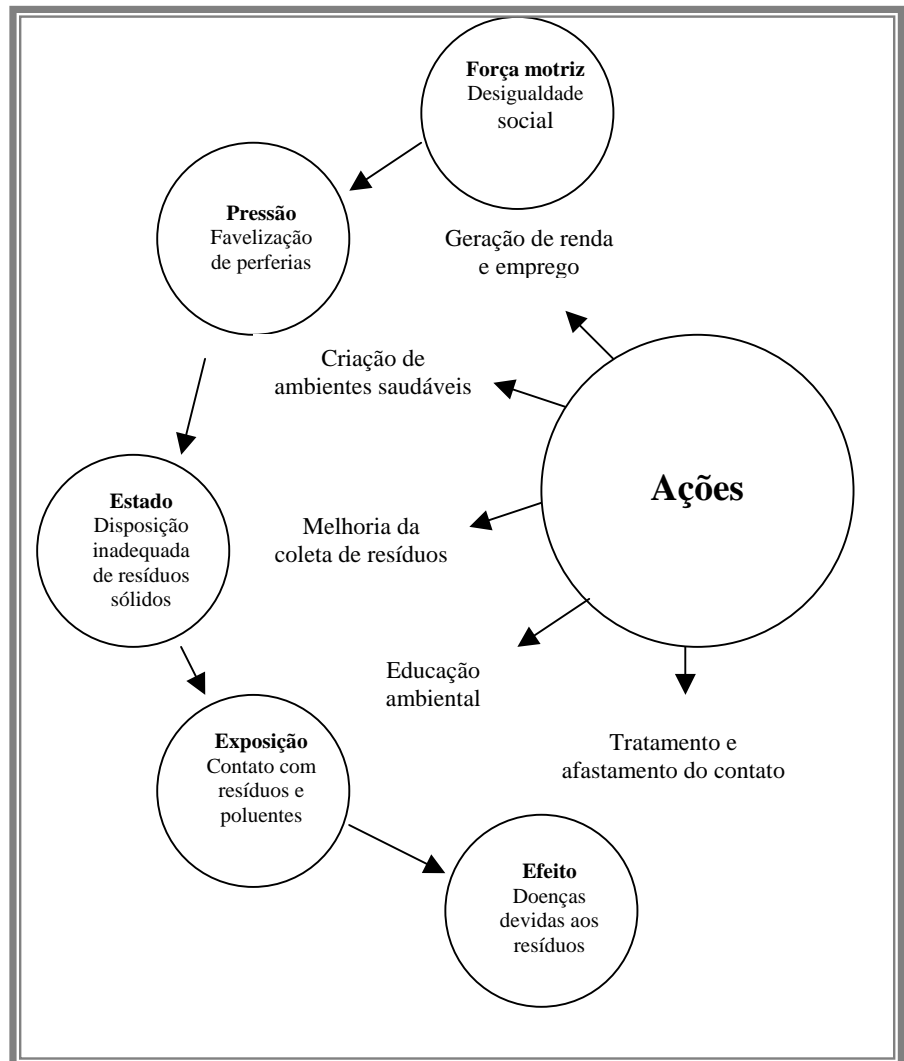 Força motriz
Desigualdade
social
Pressão
Favelização
de perferias
Geração de renda
e emprego
Criação de
ambientes saudáveis
Ações
Estado
Disposição
inadequada
de resíduos
sólidos
Melhoria da
coleta de resíduos
Educação
ambiental
Exposição
Contato com
resíduos e
poluentes
Tratamento e
afastamento do contato
Efeito
Doenças
devidas aos
resíduos